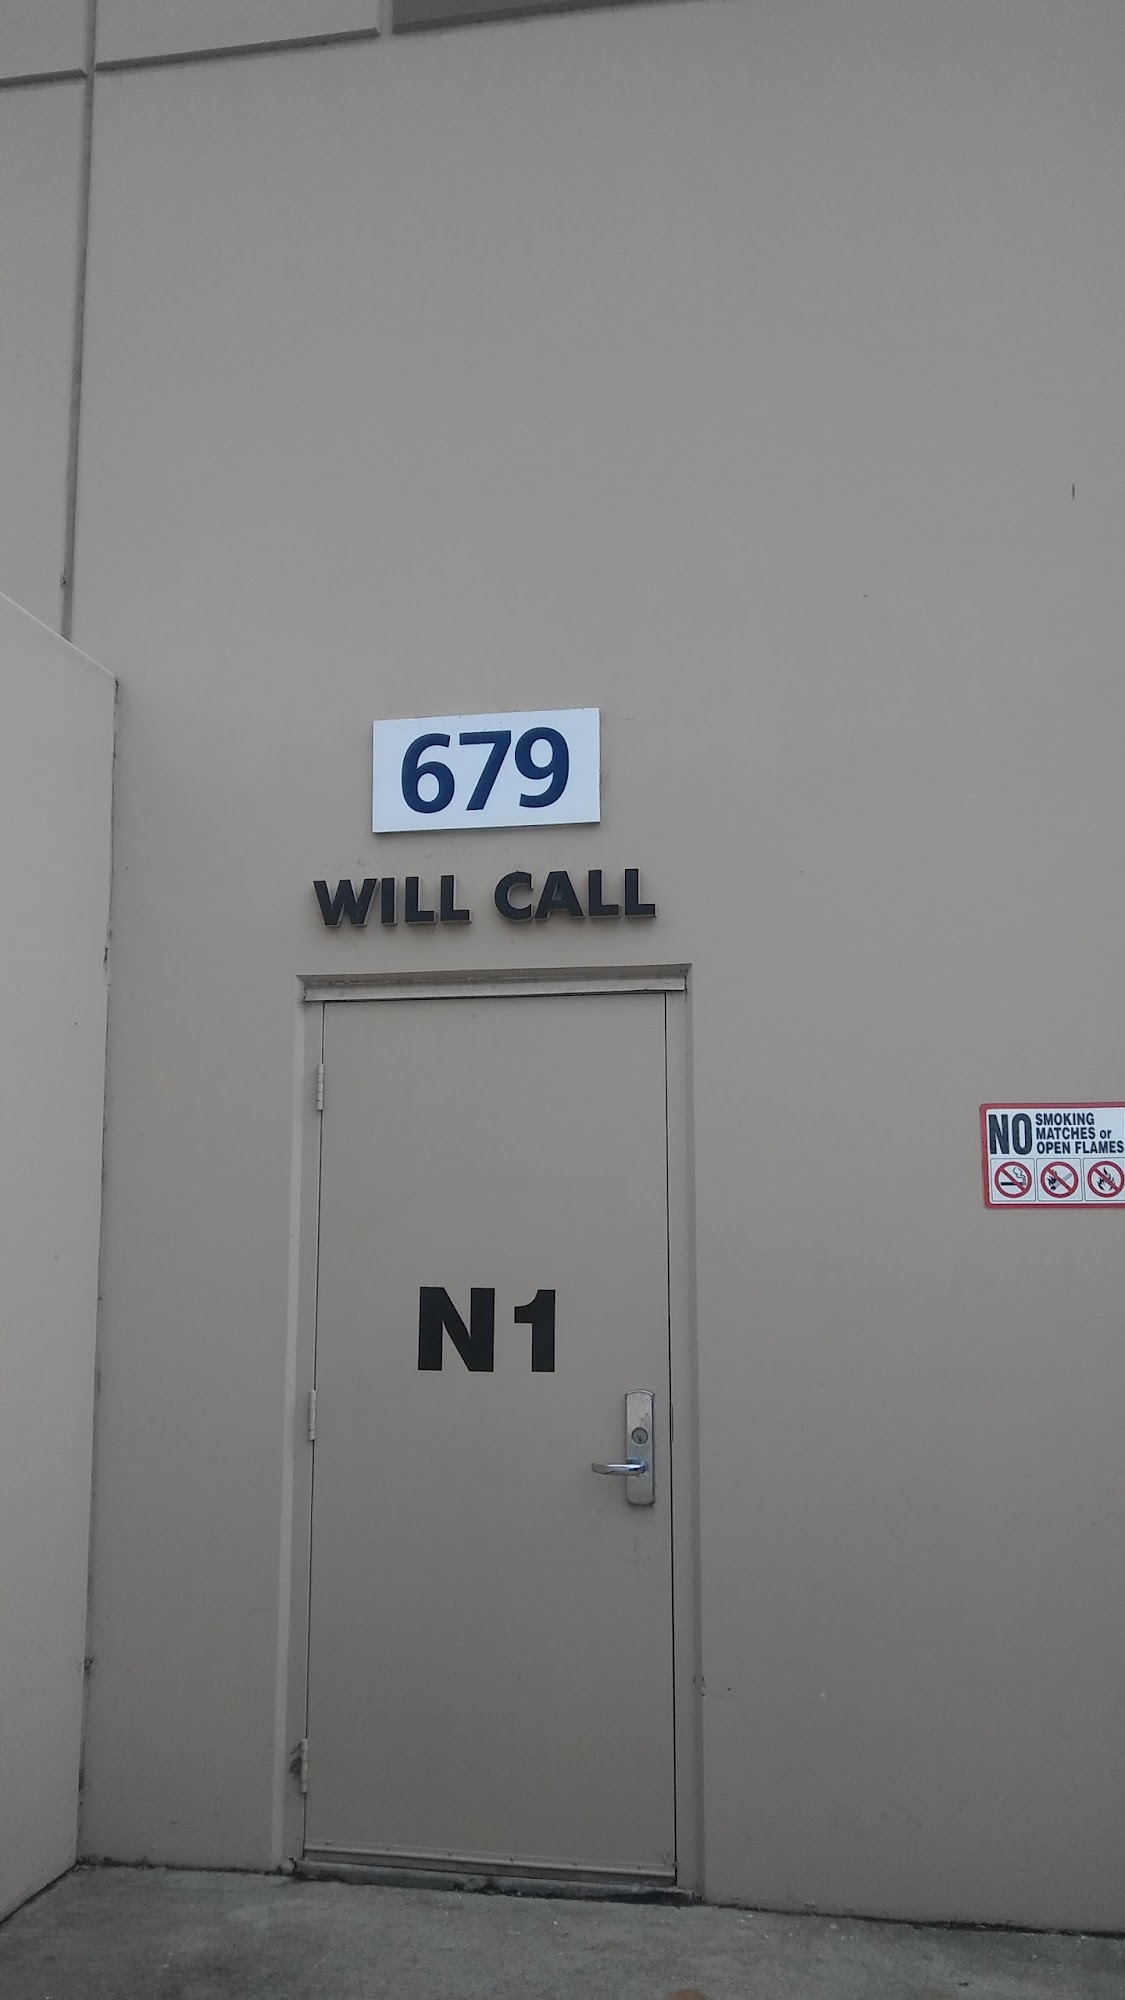 679
WILL CALL
NO SMOKING
MATCHES or
OPEN FLAMES
N1